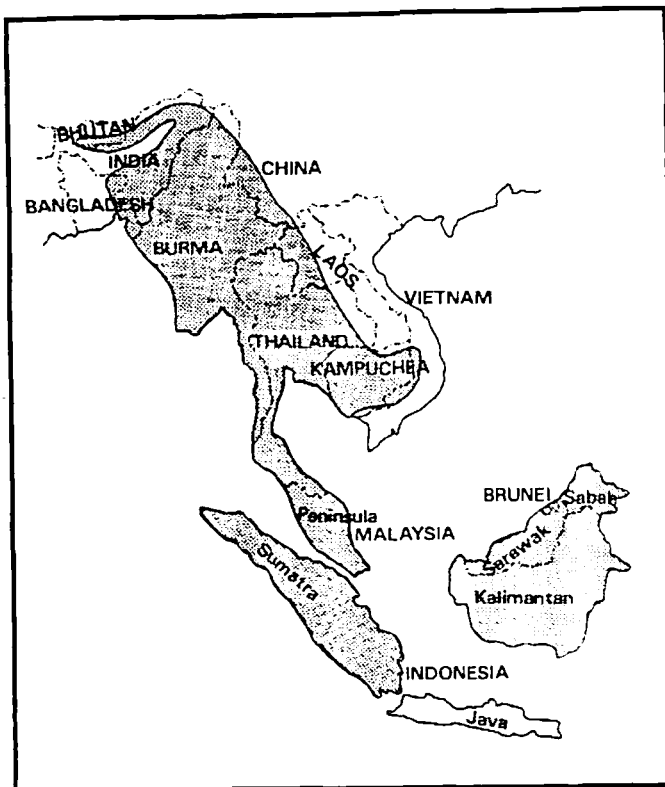 BHUTAN
INDIA
CHINA
BANGLADESH
BURMA
LAOS
VIETNAM
THAILAND
KAMPUCHEA
BRUNEI
Sabah
Peninsula
MALAYSIA
Sarawak
Sumatra
Kalimantan
INDONESIA
Java